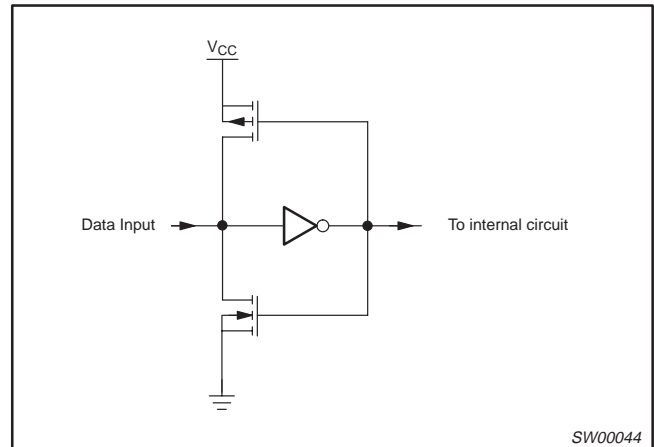 VCC
Data Input
To internal circuit
SW00044